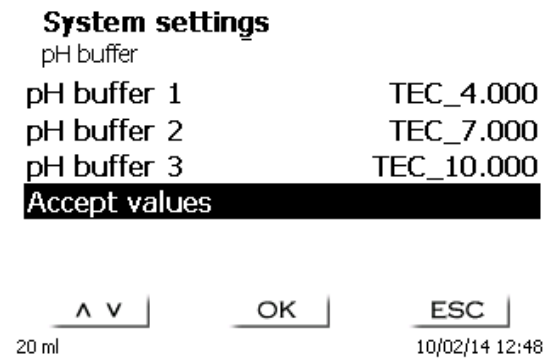 System settings
pH buffer
pH buffer 1 TEC_4.000
pH buffer 2 TEC_7.000
pH buffer 3 TEC_10.000
Accept values
∧ ∨ OK ESC
20 ml 10/02/14 12:48